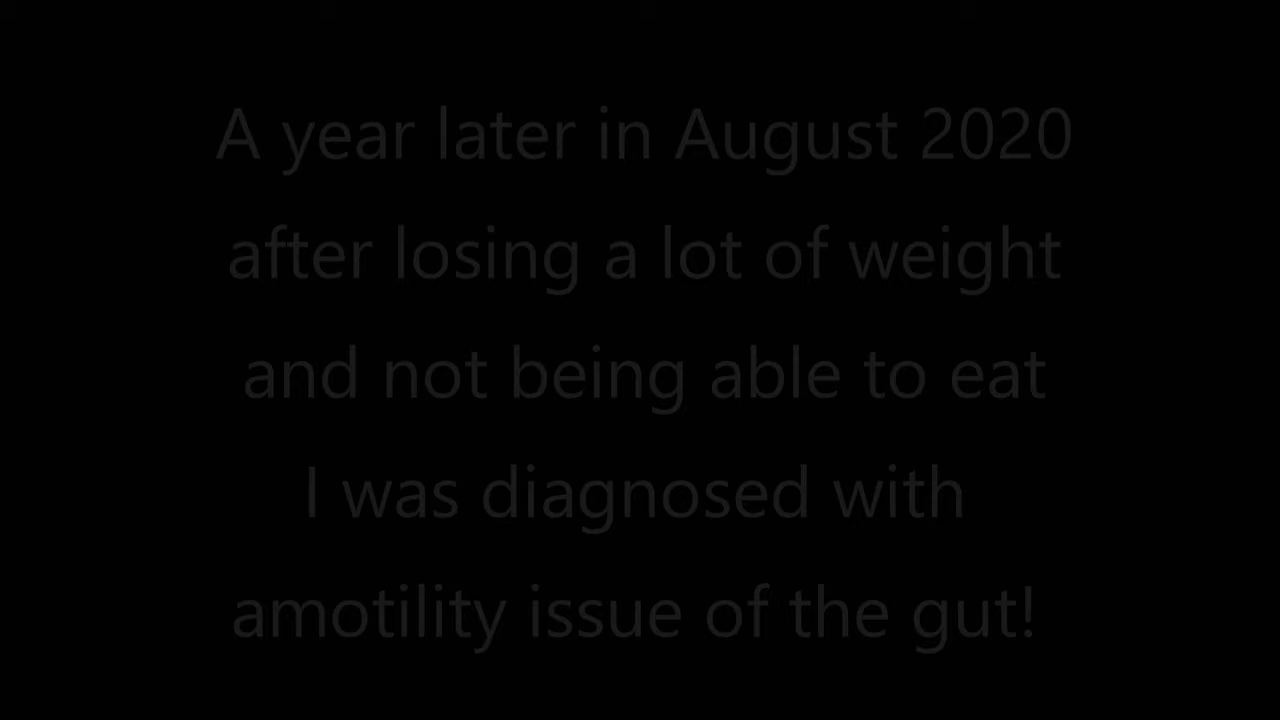 A year later in August 2020
after losing a lot of weight
and not being able to eat
I was diagnosed with
amotility issue of the gut!